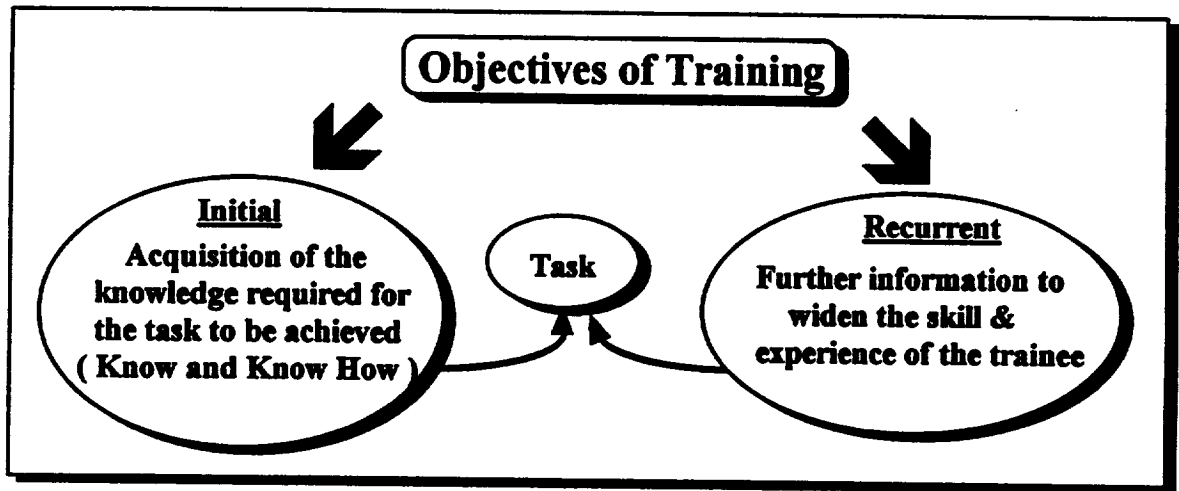 Objectives of Training
Initial
Acquisition of the
knowledge required for
the task to be achieved
( Know and Know How )
Task
Recurrent
Further information to
widen the skill &
experience of the trainee